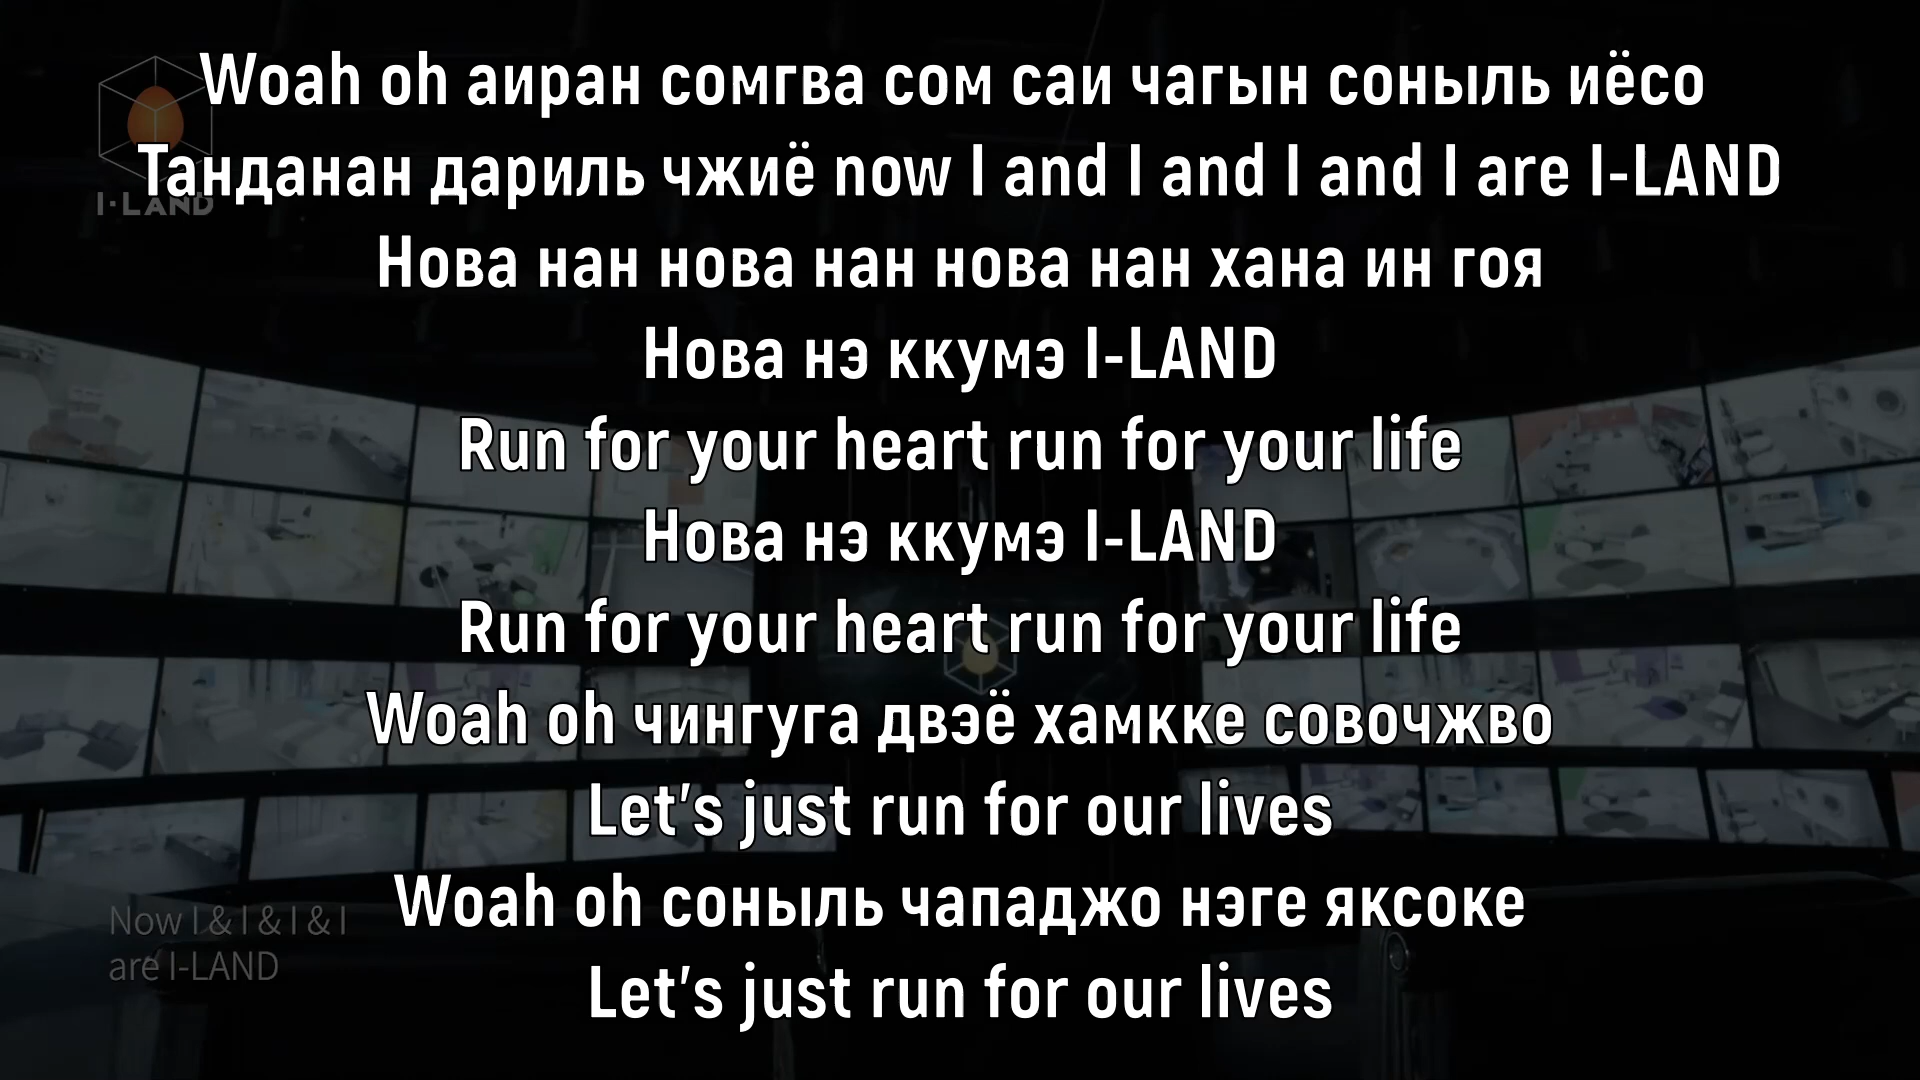 Woah oh аиран сомгва сом саи чагын соныль иёсо
Танданан дариль чжиё now I and I and I and I are I-LAND
I·LAND
Нова нан нова нан нова нан хана ин гоя
Нова нэ ккумэ I-LAND
Run for your heart run for your life
Нова нэ ккумэ I-LAND
Run for your heart run for your life
Woah oh чингуга двэё хамкке совочжво
Let's just run for our lives
Woah oh соныль чападжо нэге яксоке
Now I & I & I & I
are I-LAND
Let's just run for our lives